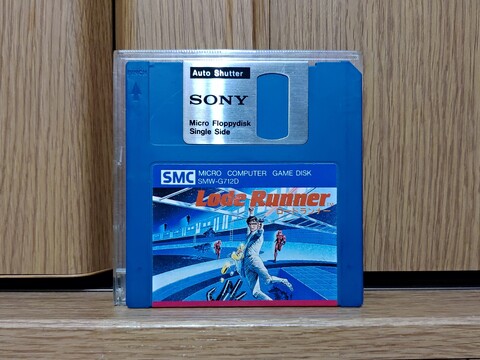 Auto Shutter
SONY
Micro Floppydisk
Single Side
SMC MICRO COMPUTER GAME DISK
SMW-G712D
Lode Runner